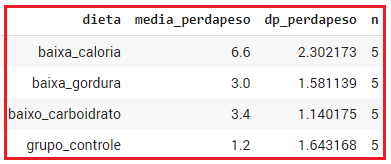 dieta media_perdapeso dp_perdapeso n
baixa_caloria 6.6 2.302173 5
baixa_gordura 3.0 1.581139 5
baixo_carboidrato 3.4 1.140175 5
grupo_controle 1.2 1.643168 5